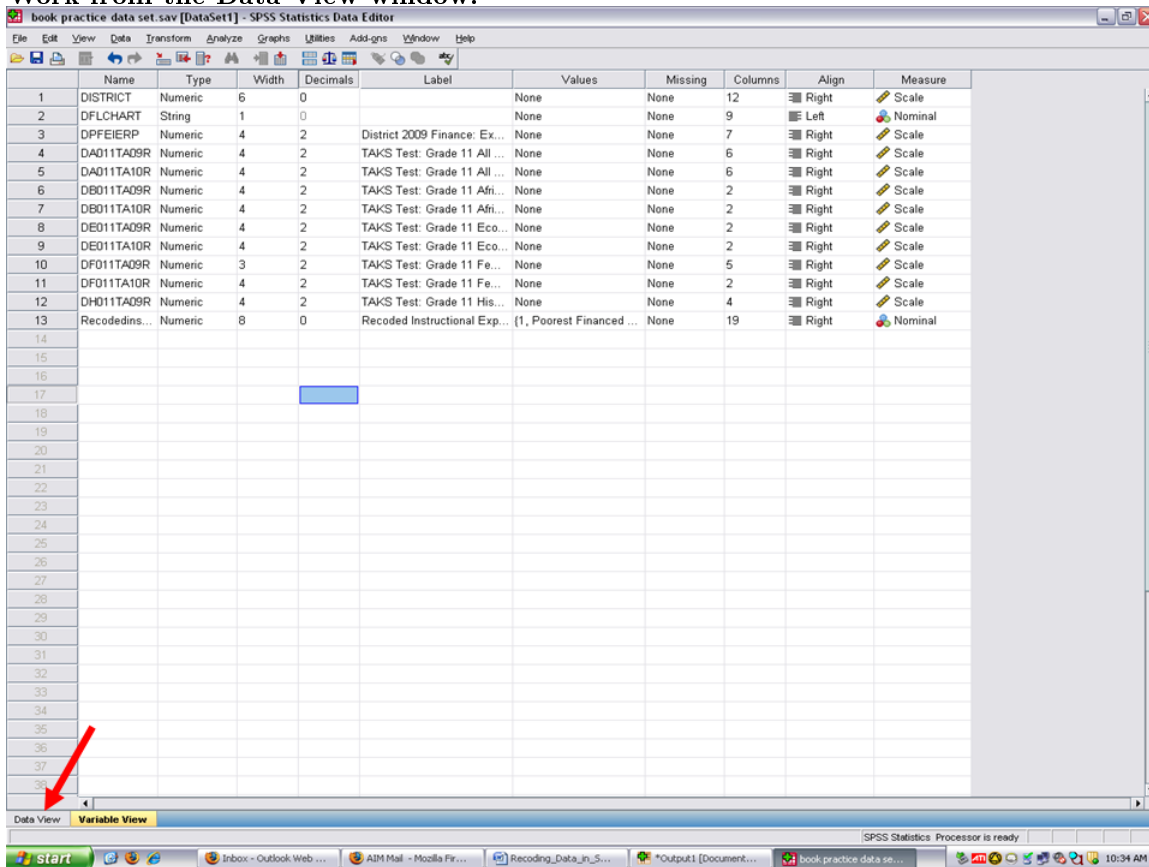 Work from the Data View window.
book practice data set.sav [DataSet1] - SPSS Statistics Data Editor
File Edit View Data Transform Analyze Graphs Utilities Add-ons Window Help
Name Type Width Decimals Label Values Missing Columns Align Measure
1 DISTRICT Numeric 6 0 None None 12 Right Scale
2 DFLCHART String 1 0 None None 9 Left Nominal
3 DPFEIERP Numeric 4 2 District 2009 Finance: Ex... None None 7 Right Scale
4 DA011TA09R Numeric 4 2 TAKS Test: Grade 11 All ... None None 6 Right Scale
5 DA011TA10R Numeric 4 2 TAKS Test: Grade 11 All ... None None 6 Right Scale
6 DB011TA09R Numeric 4 2 TAKS Test: Grade 11 Afri... None None 2 Right Scale
7 DB011TA10R Numeric 4 2 TAKS Test: Grade 11 Afri... None None 2 Right Scale
8 DE011TA09R Numeric 4 2 TAKS Test: Grade 11 Eco... None None 2 Right Scale
9 DE011TA10R Numeric 4 2 TAKS Test: Grade 11 Eco... None None 2 Right Scale
10 DF011TA09R Numeric 3 2 TAKS Test: Grade 11 Fe... None None 5 Right Scale
11 DF011TA10R Numeric 4 2 TAKS Test: Grade 11 Fe... None None 2 Right Scale
12 DH011TA09R Numeric 4 2 TAKS Test: Grade 11 His... None None 4 Right Scale
13 Recodedins... Numeric 8 0 Recoded Instructional Exp... {1, Poorest Financed ... None 19 Right Nominal
14
15
16
17
18
19
20
21
22
23
24
25
26
27
28
29
30
31
32
33
34
35
36
37
38
Data View Variable View
SPSS Statistics Processor is ready
start Inbox - Outlook Web ... AIM Mail - Mozilla Fir... Recoding_Data_in_S... *Output1 [Document... book practice data se... 10:34 AM